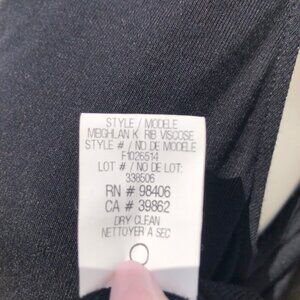 STYLE / MODÈLE
MEGHLAN K. RIB VISCOSE
STYLE # / NO DE MODELE
F1026514
LOT # / NO DE LOT:
338506
RN # 98406
CA # 39862
DRY CLEAN
NETTOYER A SEC